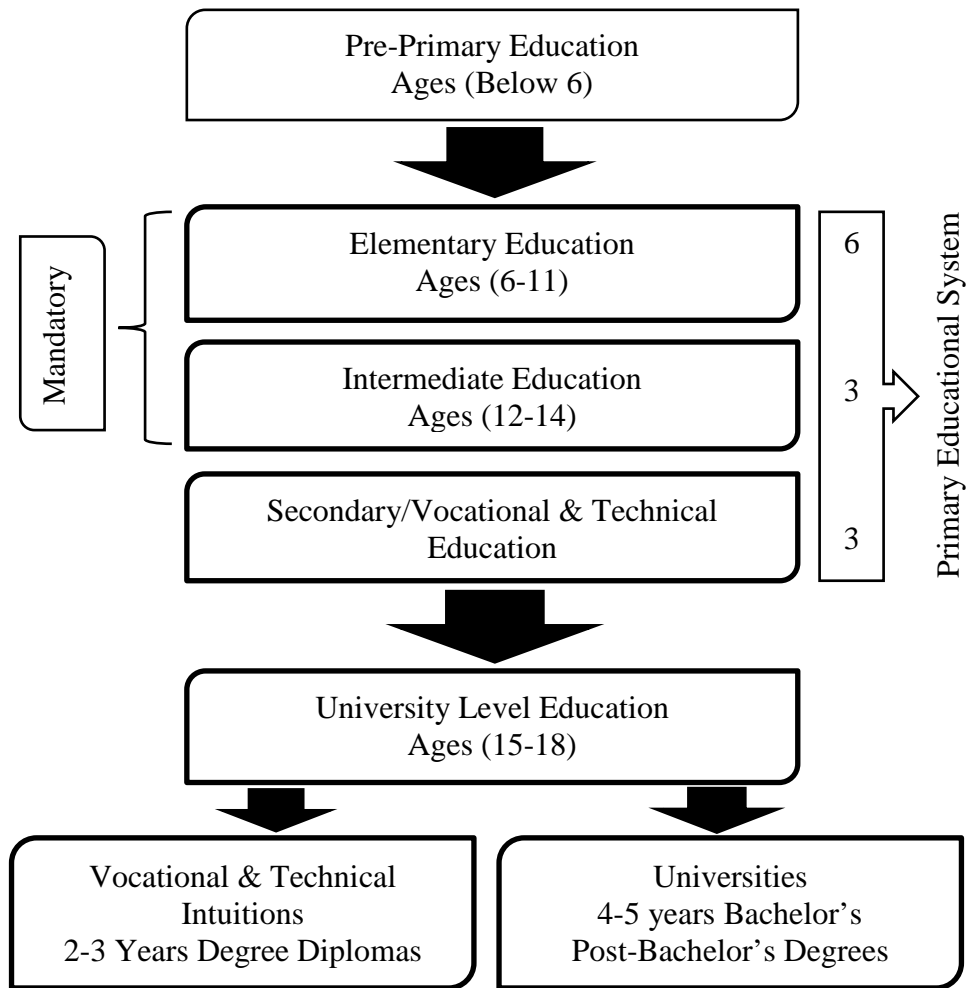 Pre-Primary Education
Ages (Below 6)
Mandatory
Elementary Education
Ages (6-11)
6
Intermediate Education
Ages (12-14)
3
Secondary/Vocational & Technical
Education
3
Primary Educational System
University Level Education
Ages (15-18)
Vocational & Technical
Intuitions
2-3 Years Degree Diplomas
Universities
4-5 years Bachelor’s
Post-Bachelor’s Degrees